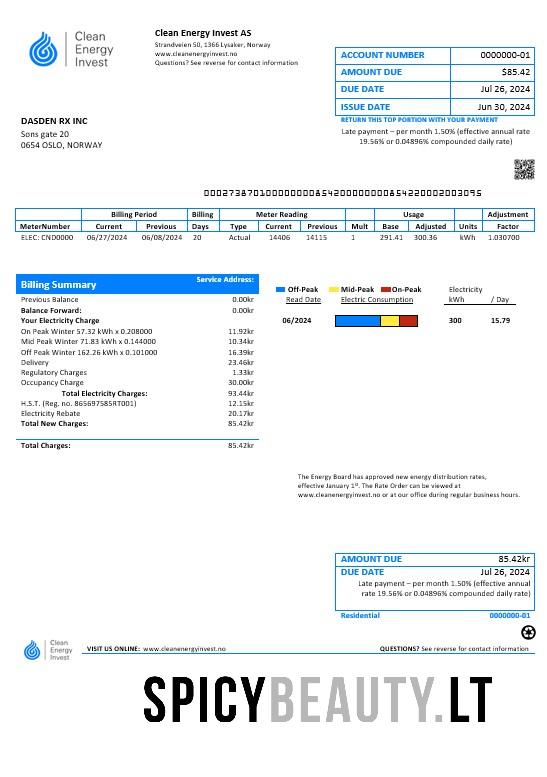 Clean
Energy
Invest
Clean Energy Invest AS
Strandveien 50, 1366 Lysaker, Norway
www.cleanenergyinvest.no
Questions? See reverse for contact information
ACCOUNT NUMBER 0000000-01
AMOUNT DUE $85.42
DUE DATE Jul 26, 2024
ISSUE DATE Jun 30, 2024
RETURN THIS TOP PORTION WITH YOUR PAYMENT
Late payment – per month 1.50% (effective annual rate
19.56% or 0.04896% compounded daily rate)
DASDEN RX INC
Sons gate 20
0654 OSLO, NORWAY
Billing Period Billing Meter Reading Usage Adjustment
MeterNumber Current Previous Days Type Current Previous Mult Base Adjusted Units Factor
ELEC: CND0000 06/27/2024 06/08/2024 20 Actual 14406 14115 1 291.41 300.36 kWh 1.030700
Billing Summary Service Address:
Previous Balance 0.00kr
Balance Forward: 0.00kr
Your Electricity Charge
On Peak Winter 57.32 kWh x 0.208000 11.92kr
Mid Peak Winter 71.83 kWh x 0.144000 10.34kr
Off Peak Winter 162.26 kWh x 0.101000 16.39kr
Delivery 23.46kr
Regulatory Charges 1.33kr
Occupancy Charge 30.00kr
Total Electricity Charges: 93.44kr
H.S.T. (Reg. no. 865697585RT001) 12.15kr
Electricity Rebate 20.17kr
Total New Charges: 85.42kr
Total Charges: 85.42kr
Off-Peak Mid-Peak On-Peak Electricity
Read Date Electric Consumption kWh / Day
06/2024 300 15.79
The Energy Board has approved new energy distribution rates,
effective January 1st. The Rate Order can be viewed at
www.cleanenergyinvest.no or at our office during regular business hours.
AMOUNT DUE 85.42kr
DUE DATE Jul 26, 2024
Late payment – per month 1.50% (effective annual
rate 19.56% or 0.04896% compounded daily rate)
Residential 0000000-01
Clean
Energy
Invest
VISIT US ONLINE: www.cleanenergyinvest.no QUESTIONS? See reverse for contact information
SPICYBEAUTY.LT